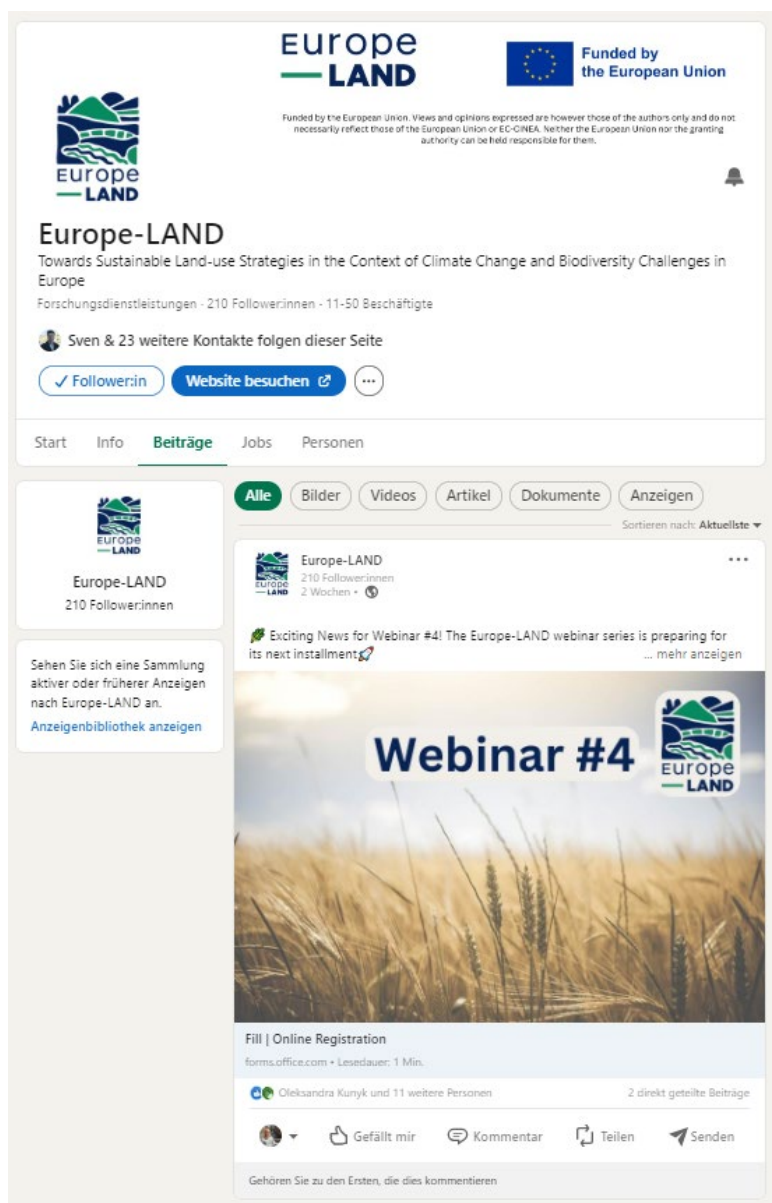 Europe
LAND
Funded by
the European Union
Funded by the European Union. Views and opinions expressed are however those of the authors only and do not
necessarily reflect those of the European Union or EC-CINEA. Neither the European Union nor the granting
authority can be held responsible for them.
Europe
LAND
Europe-LAND
Towards Sustainable Land-use Strategies in the Context of Climate Change and Biodiversity Challenges in
Europe
Forschungsdienstleistungen · 210 Follower:innen · 11-50 Beschäftigte
Sven & 23 weitere Kontakte folgen dieser Seite
✓ Follower:in
Website besuchen
Start Info Beiträge Jobs Personen
Europe
LAND
Europe-LAND
210 Follower:innen
Sehen Sie sich eine Sammlung
aktiver oder früherer Anzeigen
nach Europe-LAND an.
Anzeigenbibliothek anzeigen
Alle Bilder Videos Artikel Dokumente Anzeigen
Sortieren nach: Aktuellste
Europe
LAND
Europe-LAND
210 Follower:innen
2 Wochen •
Exciting News for Webinar #4! The Europe-LAND webinar series is preparing for
its next installment
... mehr anzeigen
Webinar #4
Europe
LAND
Fill | Online Registration
forms.office.com • Lesedauer: 1 Min.
Oleksandra Kunyk und 11 weitere Personen
2 direkt geteilte Beiträge
Gefällt mir Kommentar Teilen Senden
Gehören Sie zu den Ersten, die dies kommentieren